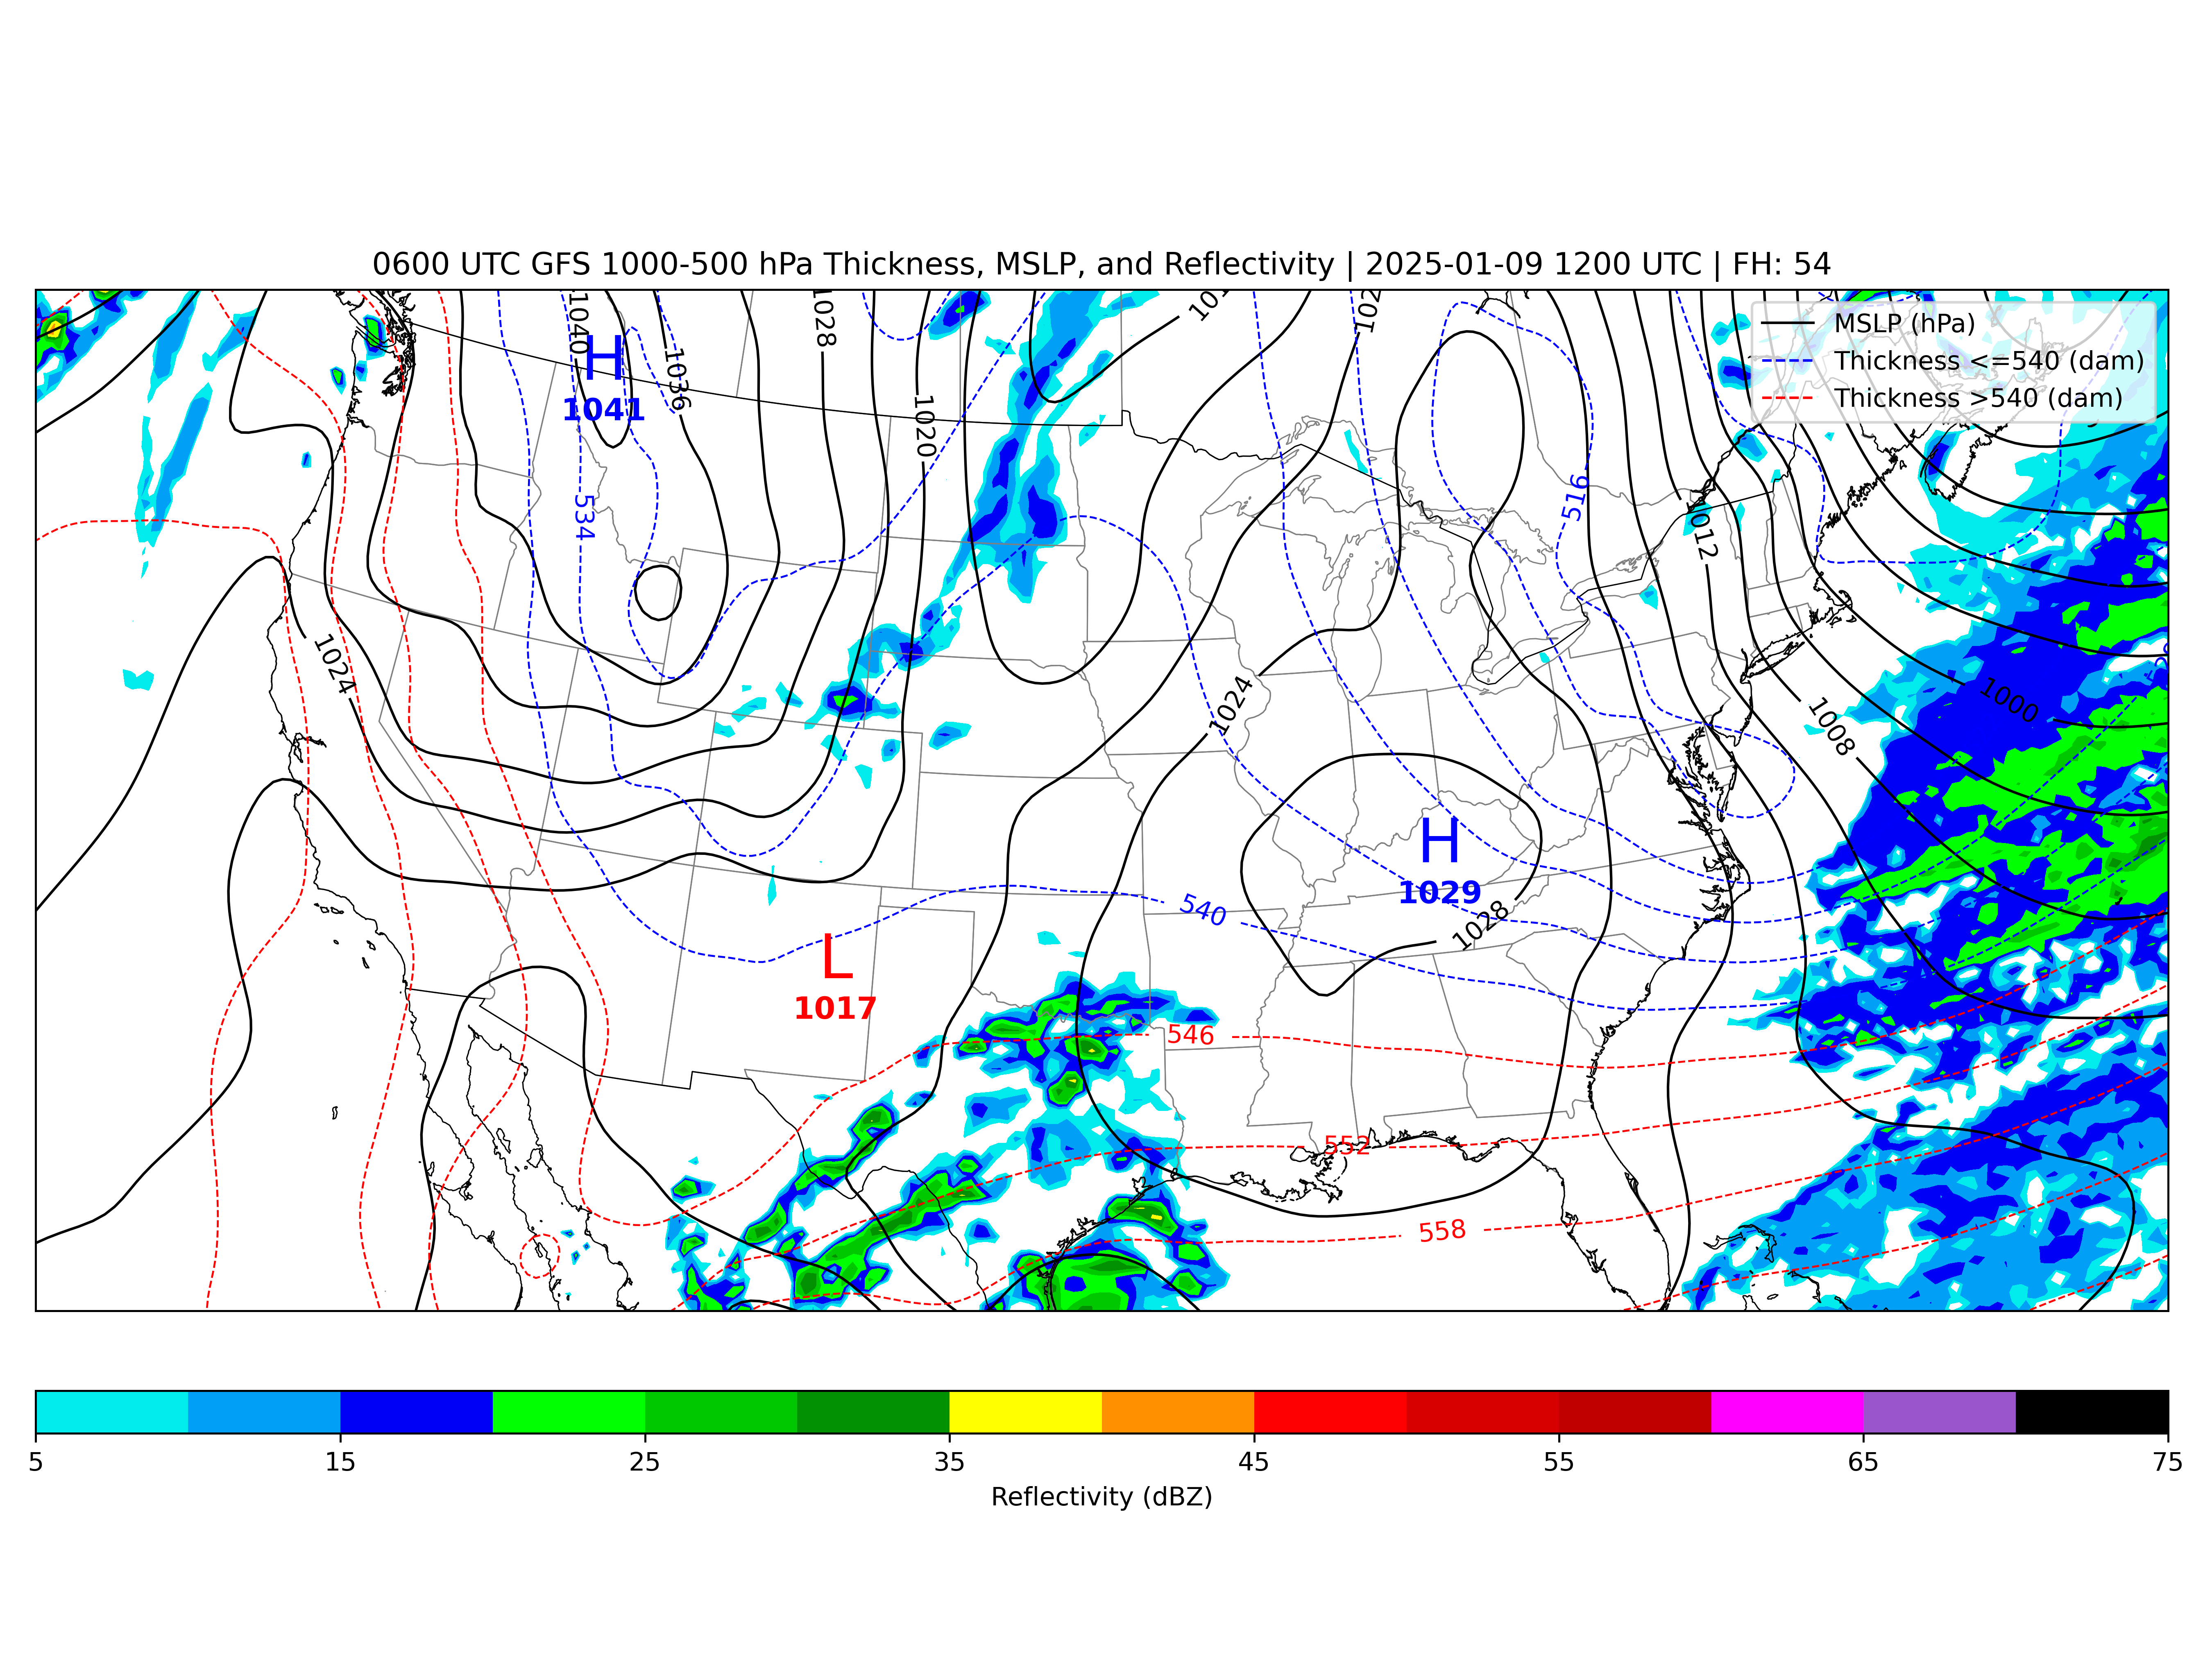 0600 UTC GFS 1000-500 hPa Thickness, MSLP, and Reflectivity | 2025-01-09 1200 UTC | FH: 54
MSLP (hPa)
Thickness <=540 (dam)
Thickness >540 (dam)
1040
1028
H
1041
1036
1020
534
516
1012
1024
1024
1000
1008
H
1029
540
1028
L
1017
546
552
558
5 15 25 35 45 55 65 75
Reflectivity (dBZ)